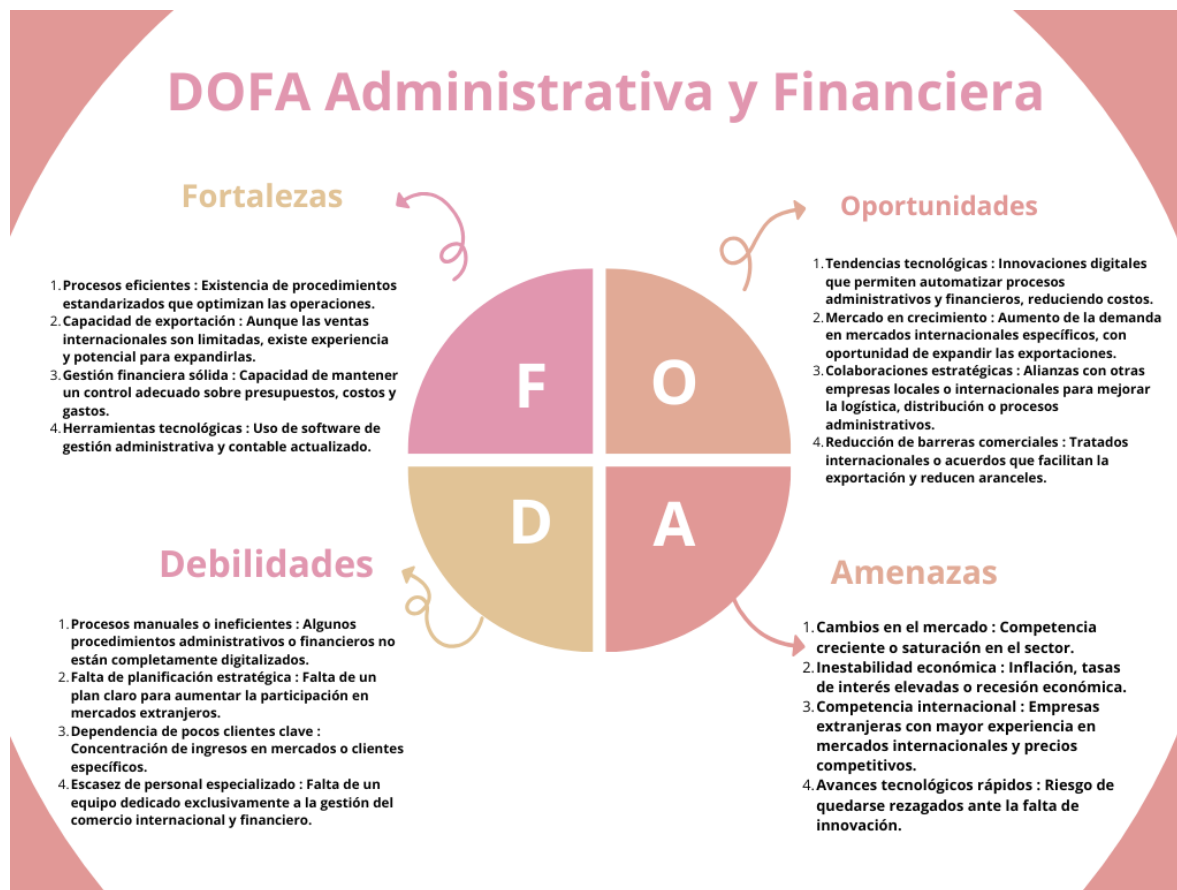 DOFA Administrativa y Financiera
Fortalezas
1. Procesos eficientes : Existencia de procedimientos
estandarizados que optimizan las operaciones.
2. Capacidad de exportación : Aunque las ventas
internacionales son limitadas, existe experiencia
y potencial para expandirlas.
3. Gestión financiera sólida : Capacidad de mantener
un control adecuado sobre presupuestos, costos y
gastos.
4. Herramientas tecnológicas : Uso de software de
gestión administrativa y contable actualizado.
Oportunidades
1. Tendencias tecnológicas : Innovaciones digitales
que permiten automatizar procesos
administrativos y financieros, reduciendo costos.
2. Mercado en crecimiento : Aumento de la demanda
en mercados internacionales específicos, con
oportunidad de expandir las exportaciones.
3. Colaboraciones estratégicas : Alianzas con otras
empresas locales o internacionales para mejorar
la logística, distribución o procesos
administrativos.
4. Reducción de barreras comerciales : Tratados
internacionales o acuerdos que facilitan la
exportación y reducen aranceles.
F
O
D
A
Debilidades
1. Procesos manuales o ineficientes : Algunos
procedimientos administrativos o financieros no
están completamente digitalizados.
2. Falta de planificación estratégica : Falta de un
plan claro para aumentar la participación en
mercados extranjeros.
3. Dependencia de pocos clientes clave :
Concentración de ingresos en mercados o clientes
específicos.
4. Escasez de personal especializado : Falta de un
equipo dedicado exclusivamente a la gestión del
comercio internacional y financiero.
Amenazas
1. Cambios en el mercado : Competencia
creciente o saturación en el sector.
2. Inestabilidad económica : Inflación, tasas
de interés elevadas o recesión económica.
3. Competencia internacional : Empresas
extranjeras con mayor experiencia en
mercados internacionales y precios
competitivos.
4. Avances tecnológicos rápidos : Riesgo de
quedarse rezagados ante la falta de
innovación.